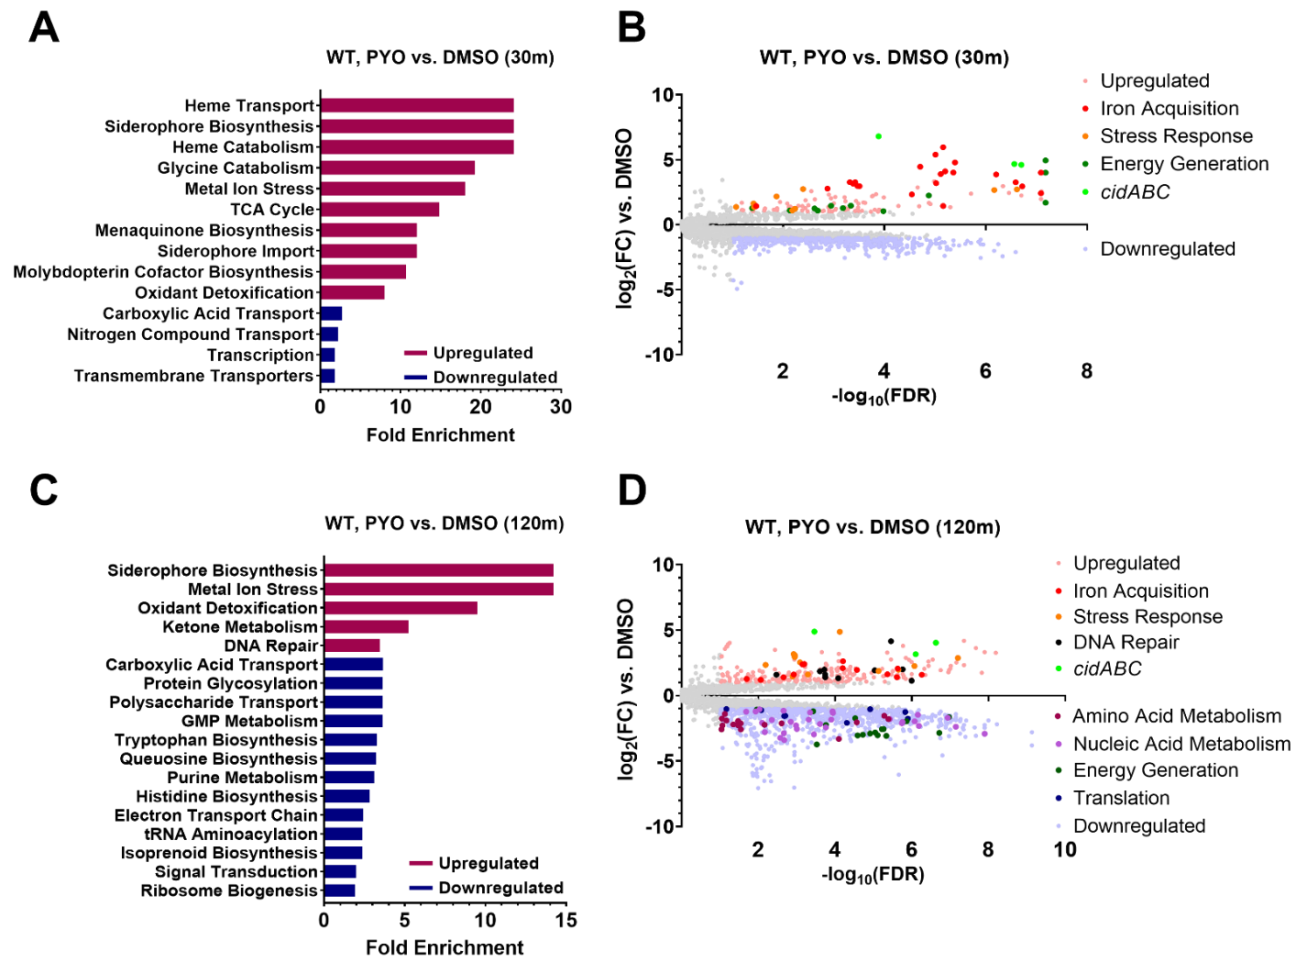 A
WT, PYO vs. DMSO (30m)
Heme Transport
Siderophore Biosynthesis
Heme Catabolism
Glycine Catabolism
Metal Ion Stress
TCA Cycle
Menaquinone Biosynthesis
Siderophore Import
Molybdopterin Cofactor Biosynthesis
Oxidant Detoxification
Carboxylic Acid Transport
Nitrogen Compound Transport
Transcription
Transmembrane Transporters
Upregulated
Downregulated
0 10 20 30
Fold Enrichment
B
WT, PYO vs. DMSO (30m)
log₂(FC) vs. DMSO
10
5
0
-5
-10
2 4 6 8
-log₁₀(FDR)
Upregulated
Iron Acquisition
Stress Response
Energy Generation
cidABC
Downregulated
C
WT, PYO vs. DMSO (120m)
Siderophore Biosynthesis
Metal Ion Stress
Oxidant Detoxification
Ketone Metabolism
DNA Repair
Carboxylic Acid Transport
Protein Glycosylation
Polysaccharide Transport
GMP Metabolism
Tryptophan Biosynthesis
Queuosine Biosynthesis
Purine Metabolism
Histidine Biosynthesis
Electron Transport Chain
tRNA Aminoacylation
Isoprenoid Biosynthesis
Signal Transduction
Ribosome Biogenesis
Upregulated
Downregulated
0 5 10 15
Fold Enrichment
D
WT, PYO vs. DMSO (120m)
log₂(FC) vs. DMSO
10
5
0
-5
-10
2 4 6 8 10
-log₁₀(FDR)
Upregulated
Iron Acquisition
Stress Response
DNA Repair
cidABC
Amino Acid Metabolism
Nucleic Acid Metabolism
Energy Generation
Translation
Downregulated